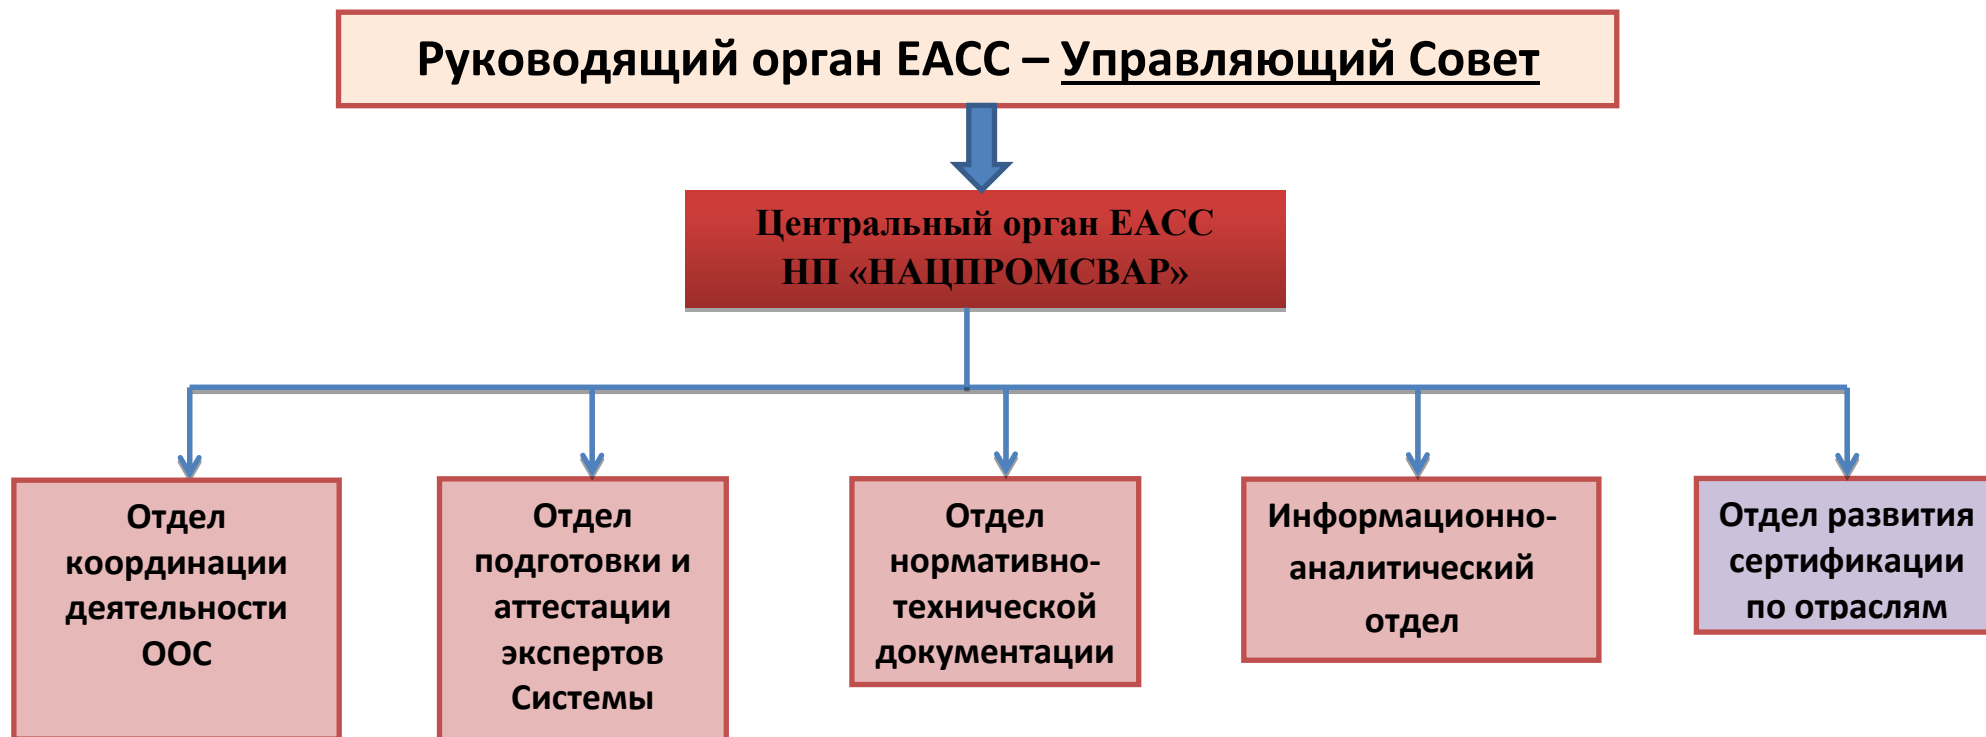 Руководящий орган ЕАСС – Управляющий Совет
Центральный орган ЕАСС
НП «НАЦПРОМСВАР»
Отдел
координации
деятельности
ООС
Отдел
подготовки и
аттестации
экспертов
Системы
Отдел
нормативно-
технической
документации
Информационно-
аналитический
отдел
Отдел развития
сертификации
по отраслям